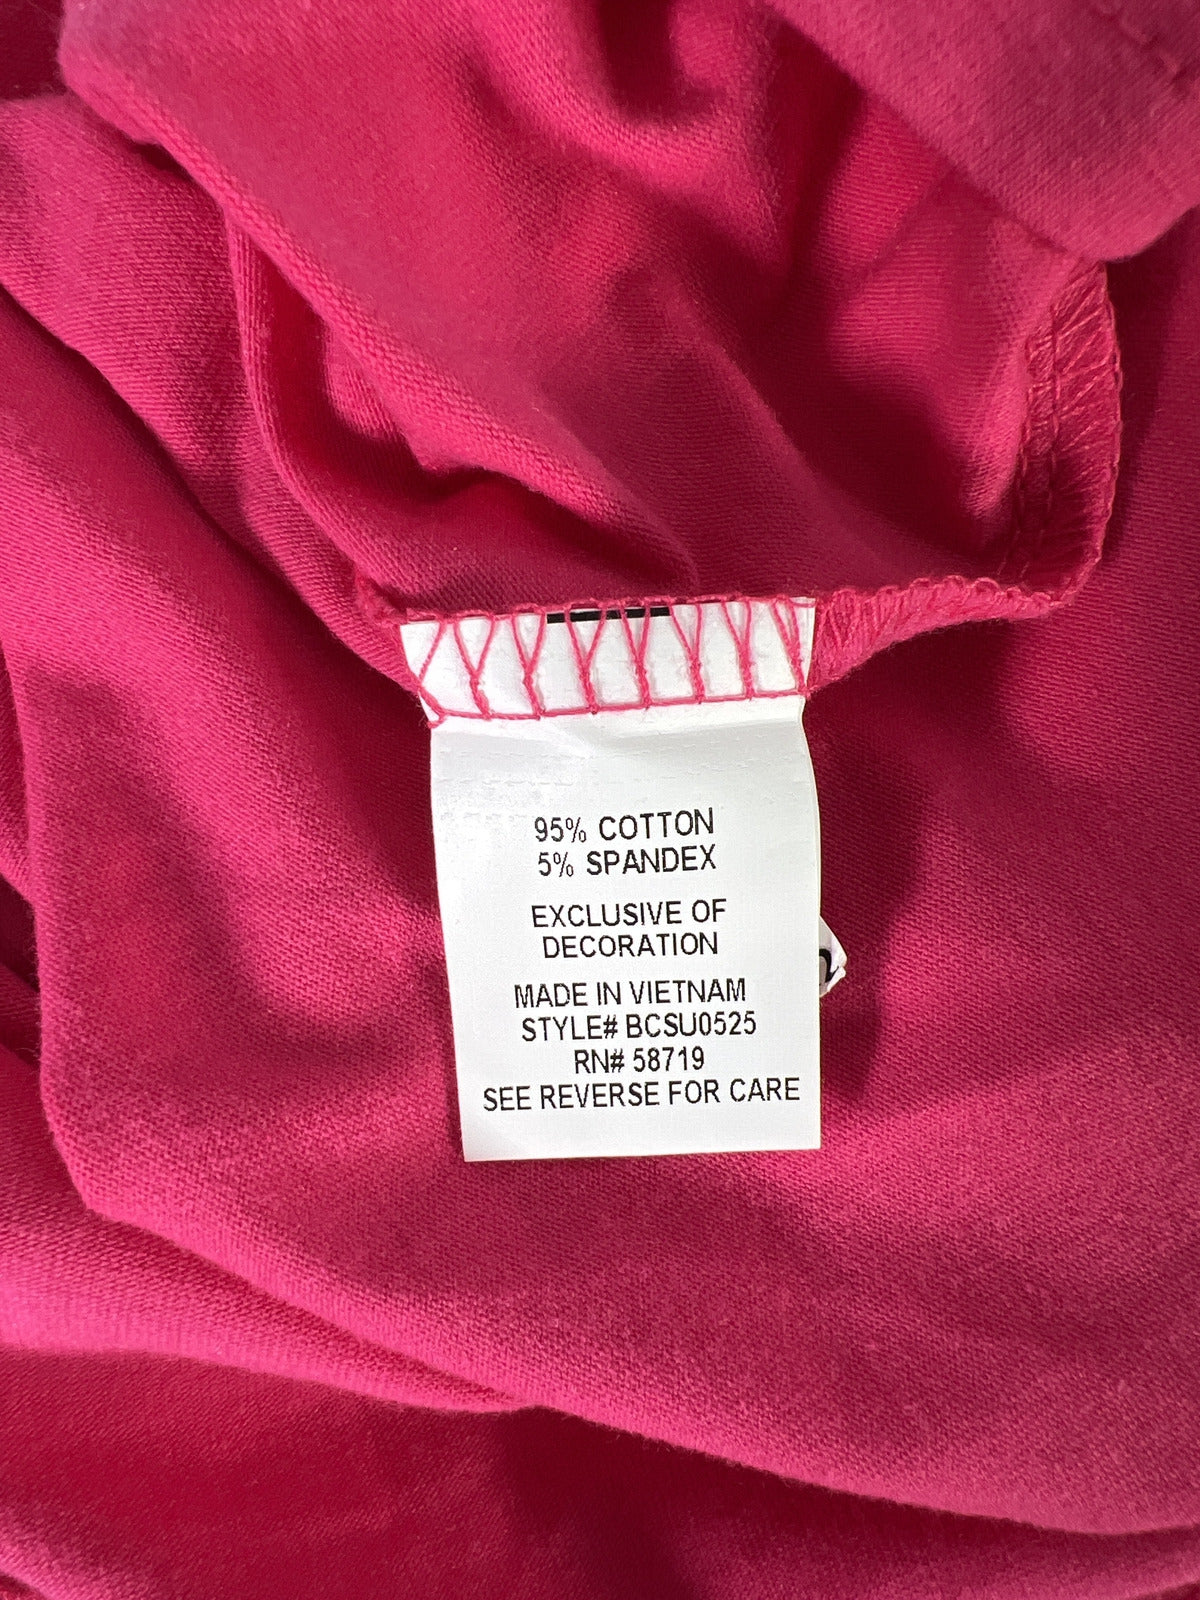 95% COTTON
5% SPANDEX
EXCLUSIVE OF
DECORATION
MADE IN VIETNAM
STYLE# BCSU0525
RN# 58719
SEE REVERSE FOR CARE